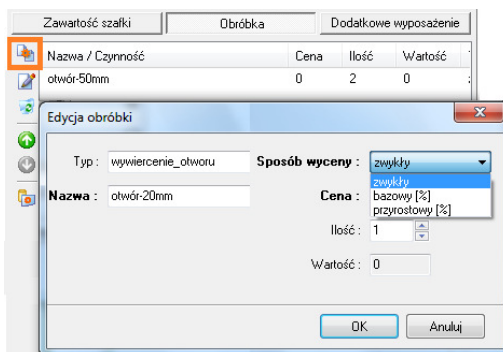 Zawartość szafki Obróbka Dodatkowe wyposażenie
Nazwa / Czynność Cena Ilość Wartość
otwór-50mm 0 2 0
Edycja obróbki
Typ : wywiercenie_otworu Sposób wyceny : zwykły
zwykły
Nazwa : otwór-20mm Cena : bazowy [%]
przyrostowy [%]
Ilość : 1
Wartość : 0
OK Anuluj